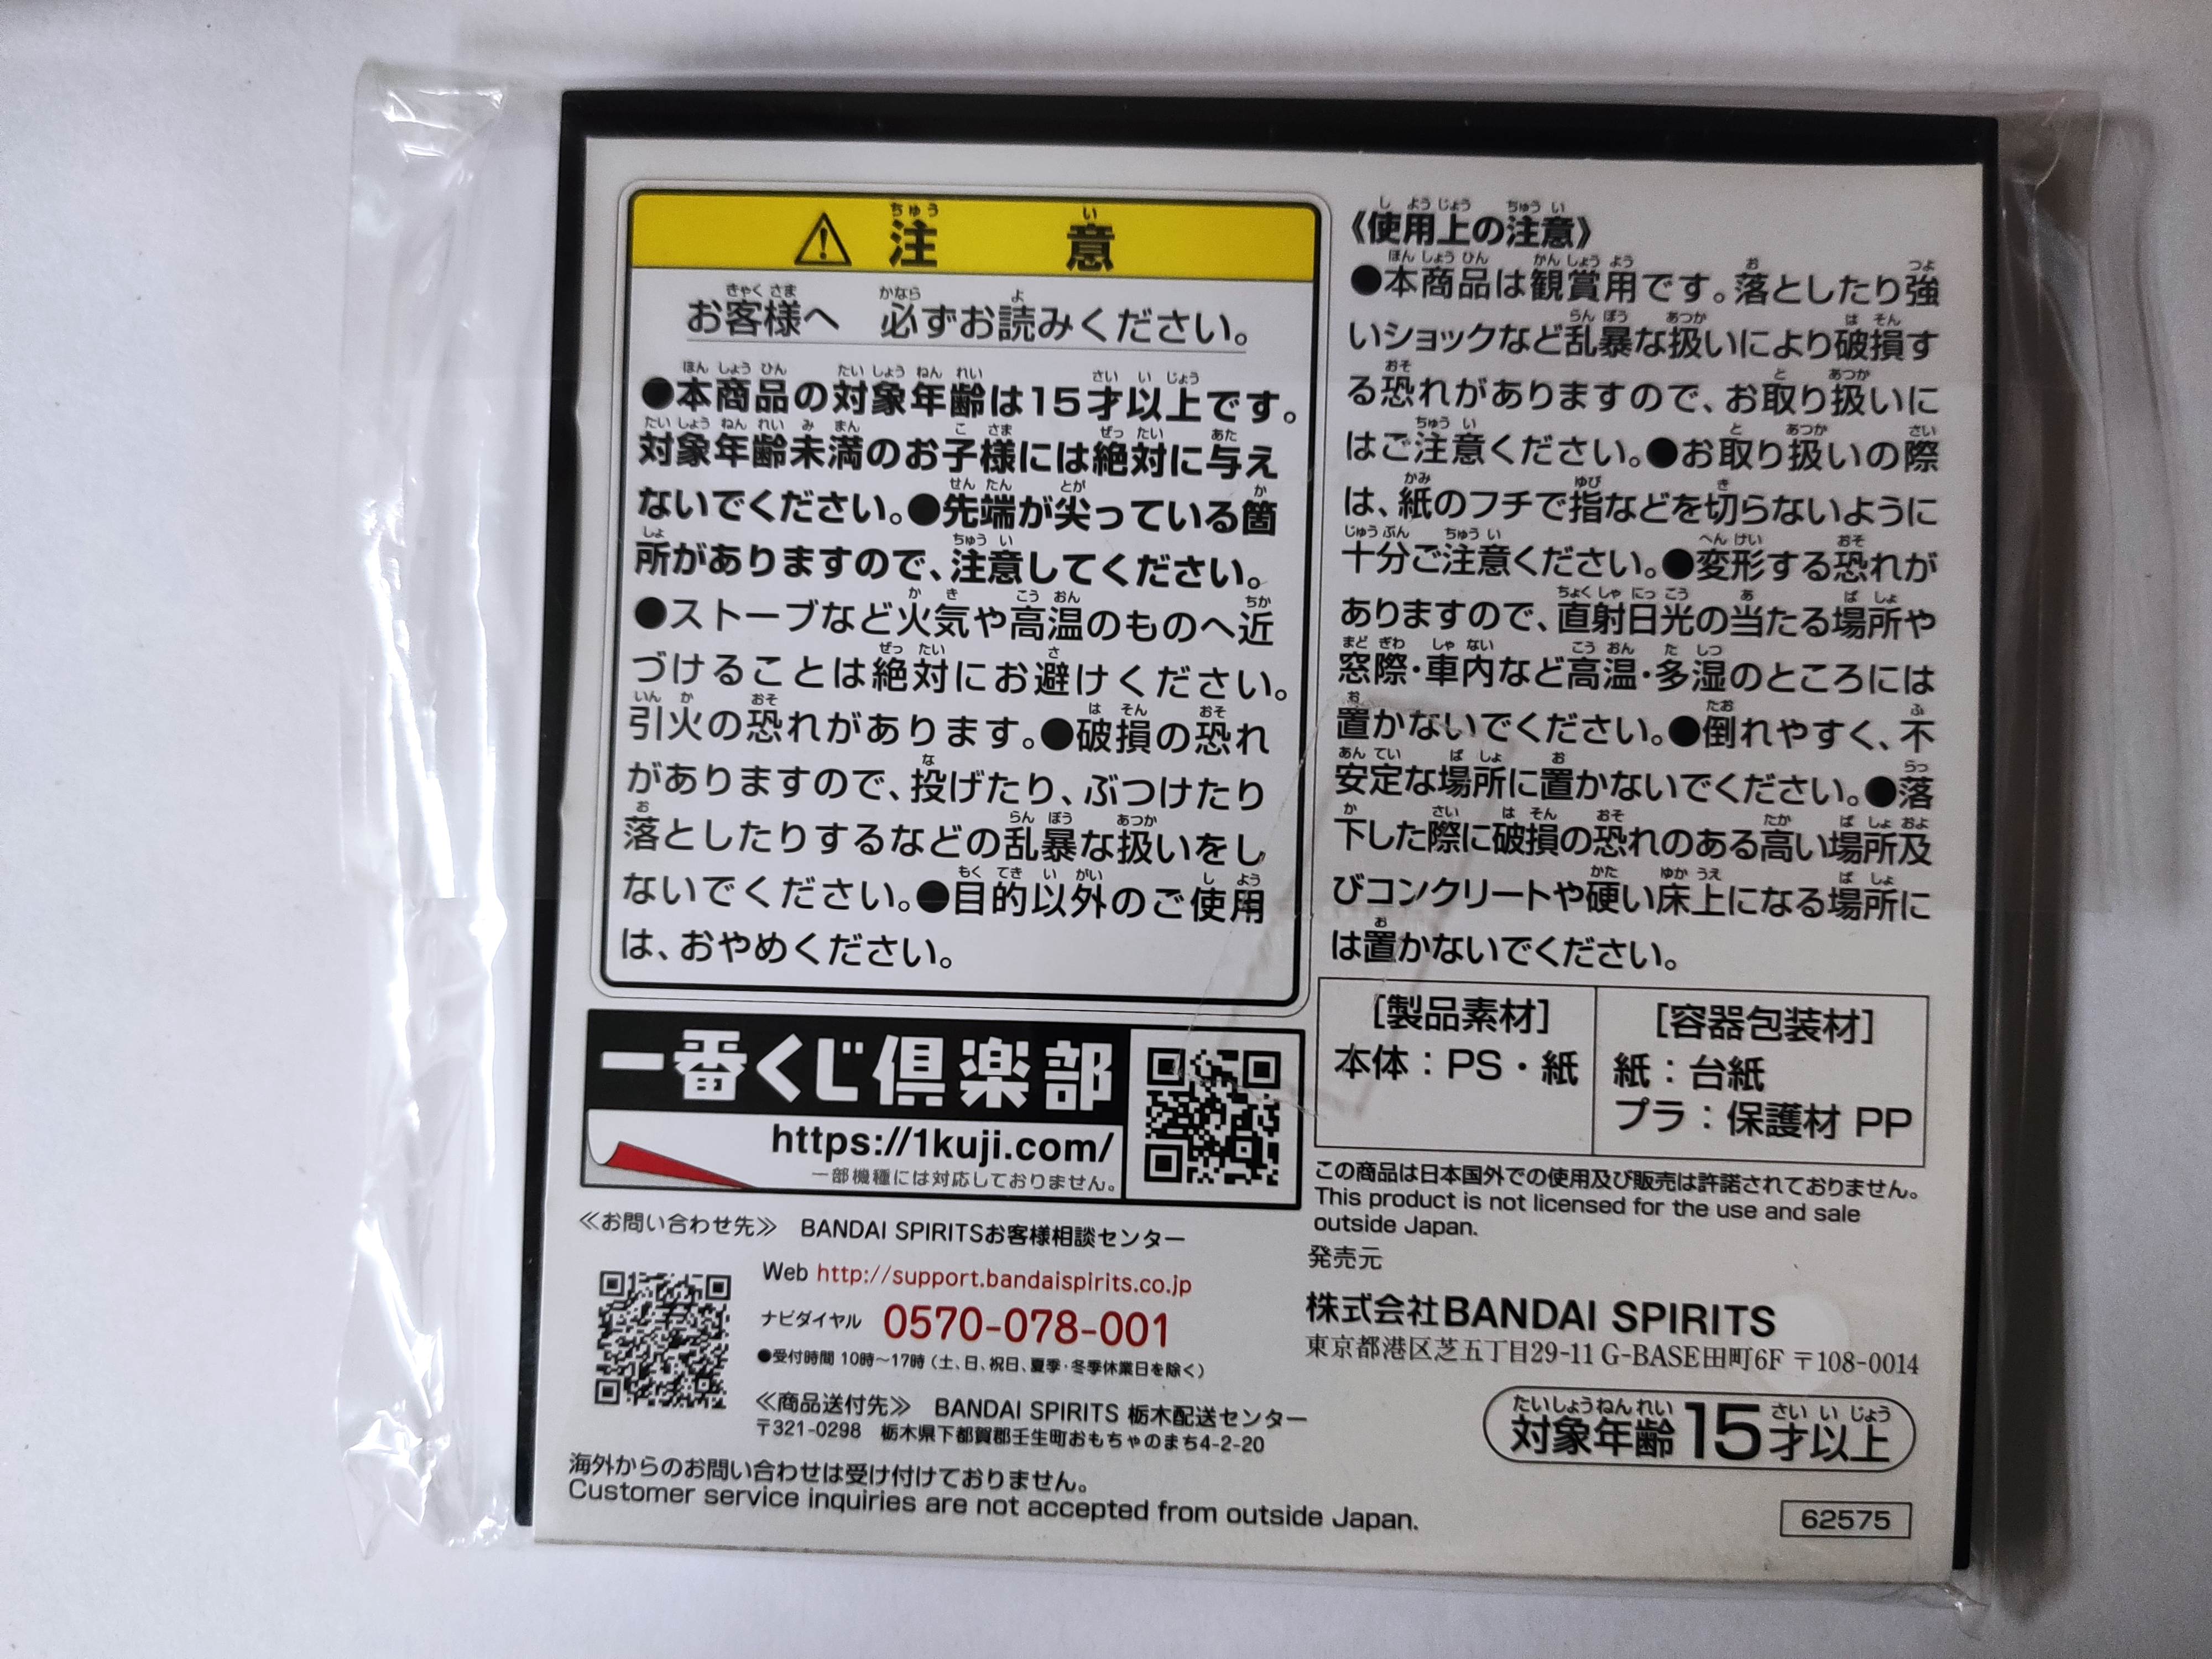 注意
お客様へ 必ずお読みください。
●本商品の対象年齢は15才以上です。
対象年齢未満のお子様には絶対に与え
ないでください。●先端が尖っている箇
所がありますので、注意してください。
●ストーブなど火気や高温のものへ近
づけることは絶対にお避けください。
引火の恐れがあります。●破損の恐れ
がありますので、投げたり、ぶつけたり
落としたりするなどの乱暴な扱いをし
ないでください。●目的以外のご使用
は、おやめください。
《使用上の注意》
●本商品は観賞用です。落としたり強
いショックなど乱暴な扱いにより破損す
る恐れがありますので、お取り扱いに
はご注意ください。●お取り扱いの際
は、紙のフチで指などを切らないように
十分ご注意ください。●変形する恐れが
ありますので、直射日光の当たる場所や
窓際・車内など高温・多湿のところには
置かないでください。●倒れやすく、不
安定な場所に置かないでください。●落
下した際に破損の恐れのある高い場所及
びコンクリートや硬い床上になる場所に
は置かないでください。
[製品素材]
本体：PS・紙
[容器包装材]
紙：台紙
プラ：保護材 PP
一番くじ倶楽部
https://1kuji.com/
一部機種には対応しておりません。
この商品は日本国外での使用及び販売は許諾されておりません。
This product is not licensed for the use and sale
outside Japan.
発売元
株式会社BANDAI SPIRITS
東京都港区芝五丁目29-11 G-BASE田町6F 〒108-0014
対象年齢15才以上
62575
≪お問い合わせ先≫ BANDAI SPIRITSお客様相談センター
Web http://support.bandaispirits.co.jp
ナビダイヤル 0570-078-001
●受付時間 10時～17時（土、日、祝日、夏季・冬季休業日を除く）
≪商品送付先≫ BANDAI SPIRITS 栃木配送センター
〒321-0298 栃木県下都賀郡壬生町おもちゃのまち4-2-20
海外からのお問い合わせは受け付けておりません。
Customer service inquiries are not accepted from outside Japan.